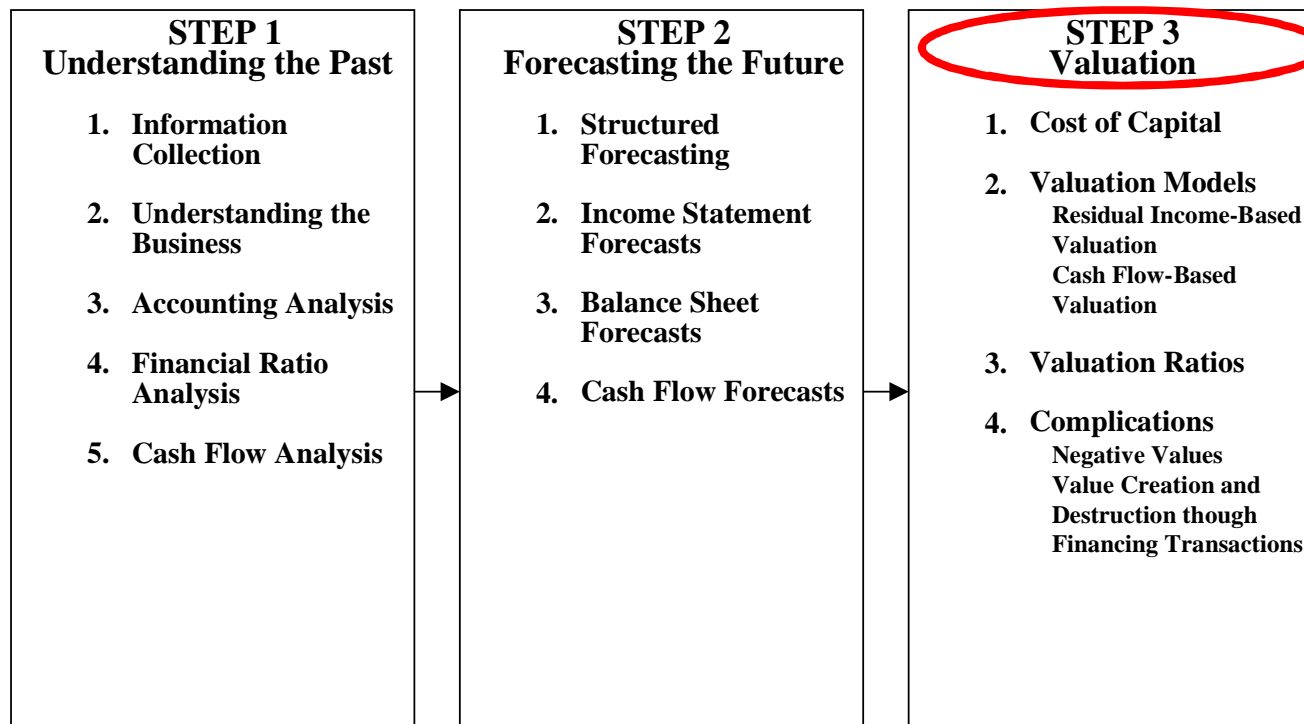 STEP 1
Understanding the Past
1. Information
Collection
2. Understanding the
Business
3. Accounting Analysis
4. Financial Ratio
Analysis
5. Cash Flow Analysis
STEP 2
Forecasting the Future
1. Structured
Forecasting
2. Income Statement
Forecasts
3. Balance Sheet
Forecasts
4. Cash Flow Forecasts
STEP 3
Valuation
1. Cost of Capital
2. Valuation Models
Residual Income-Based
Valuation
Cash Flow-Based
Valuation
3. Valuation Ratios
4. Complications
Negative Values
Value Creation and
Destruction though
Financing Transactions